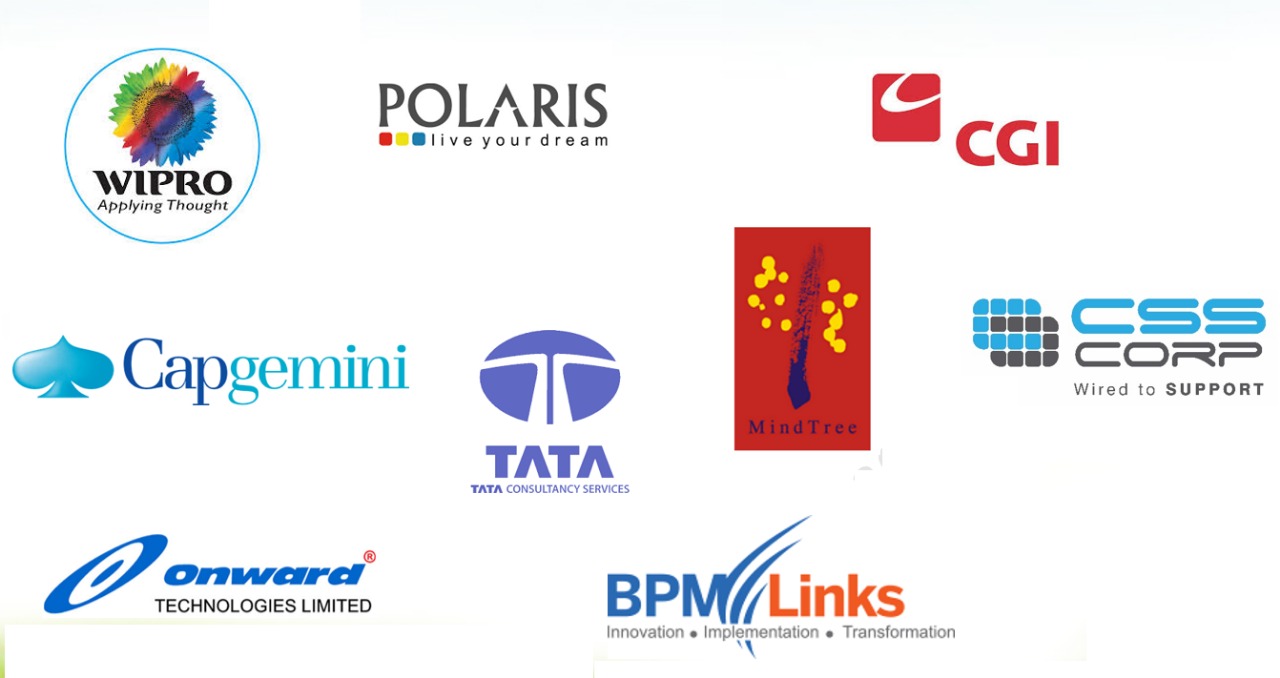 WIPRO
Applying Thought
POLARIS
live your dream
CGI
Capgemini
TATA
TATA CONSULTANCY SERVICES
MindTree
CSS
CORP
Wired to SUPPORT
Onward®
TECHNOLOGIES LIMITED
BPM Links
Innovation ● Implementation ● Transformation